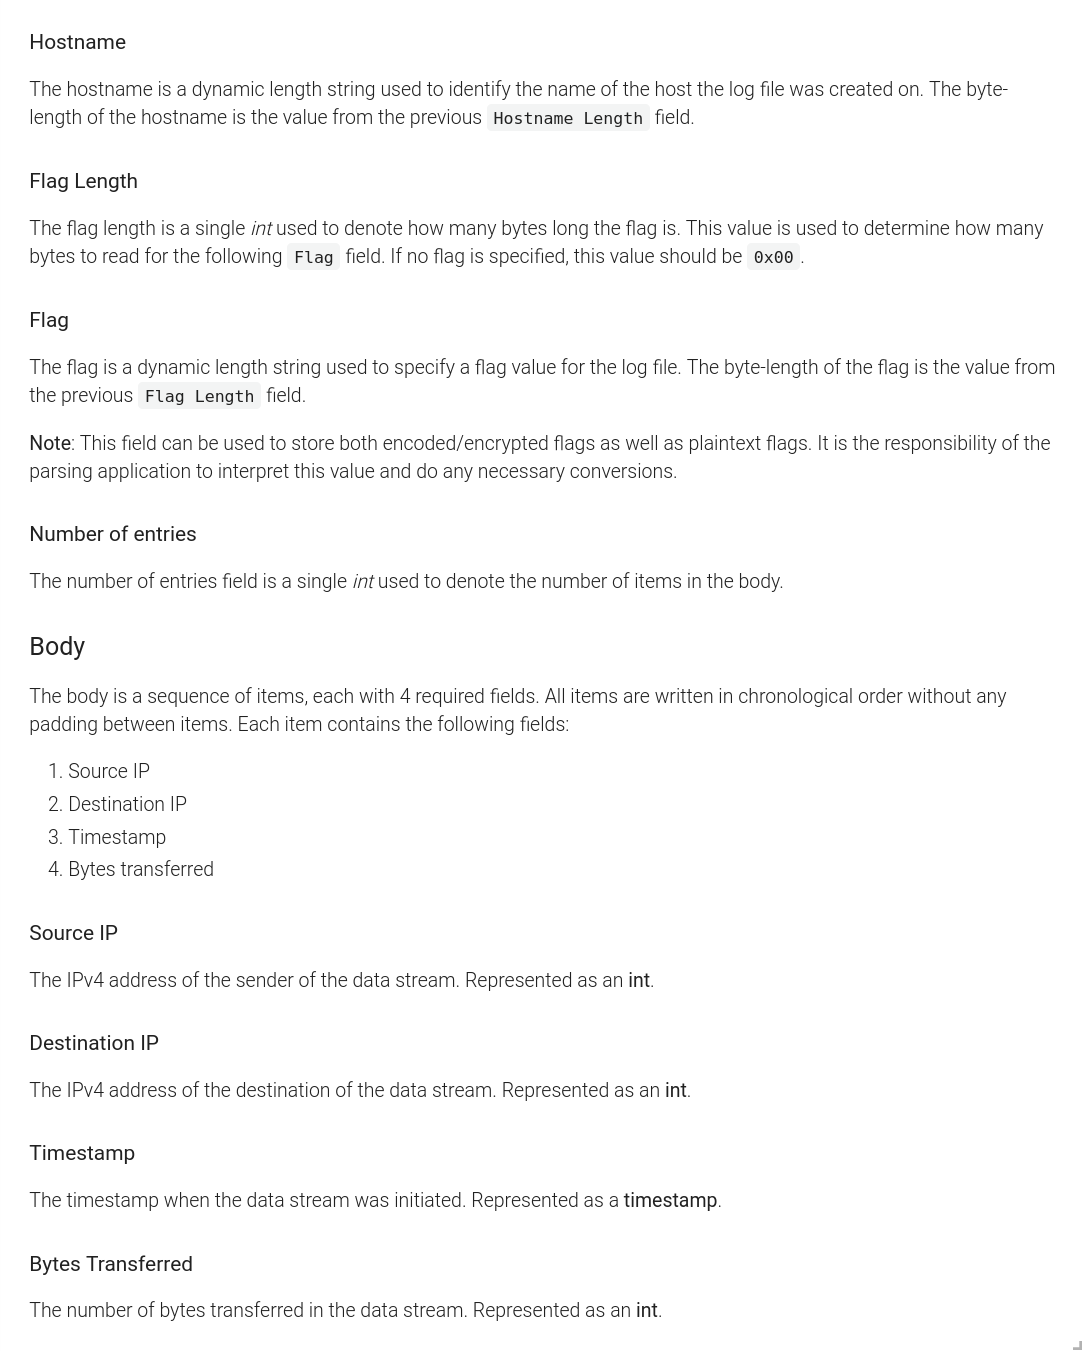 Hostname
The hostname is a dynamic length string used to identify the name of the host the log file was created on. The byte-
length of the hostname is the value from the previous Hostname Length field.
Flag Length
The flag length is a single int used to denote how many bytes long the flag is. This value is used to determine how many
bytes to read for the following Flag field. If no flag is specified, this value should be 0x00.
Flag
The flag is a dynamic length string used to specify a flag value for the log file. The byte-length of the flag is the value from
the previous Flag Length field.
Note: This field can be used to store both encoded/encrypted flags as well as plaintext flags. It is the responsibility of the
parsing application to interpret this value and do any necessary conversions.
Number of entries
The number of entries field is a single int used to denote the number of items in the body.
Body
The body is a sequence of items, each with 4 required fields. All items are written in chronological order without any
padding between items. Each item contains the following fields:
1. Source IP
2. Destination IP
3. Timestamp
4. Bytes transferred
Source IP
The IPv4 address of the sender of the data stream. Represented as an int.
Destination IP
The IPv4 address of the destination of the data stream. Represented as an int.
Timestamp
The timestamp when the data stream was initiated. Represented as a timestamp.
Bytes Transferred
The number of bytes transferred in the data stream. Represented as an int.